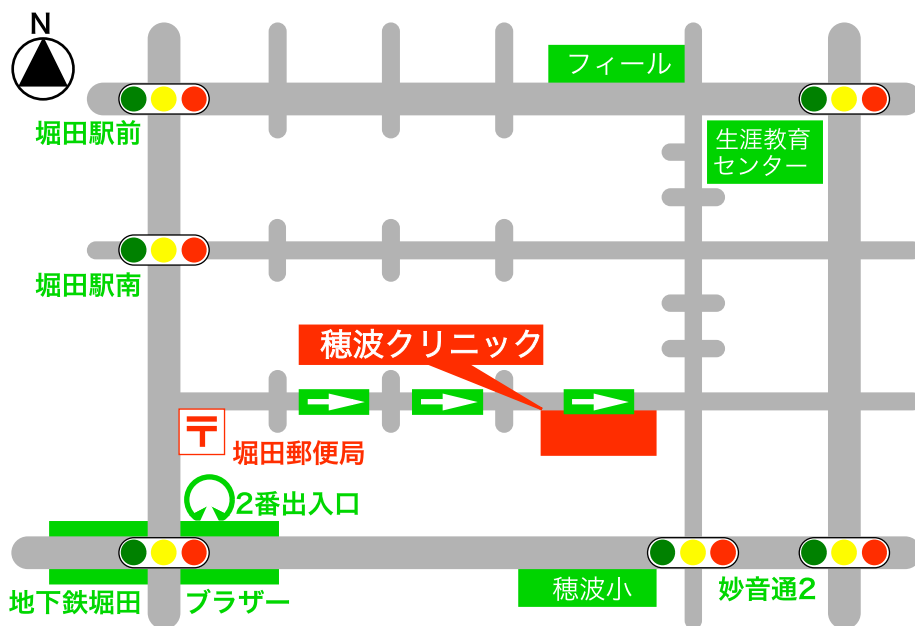 N
フィール
堀田駅前
生涯教育
センター
堀田駅南
穂波クリニック
〒
堀田郵便局
2番出入口
地下鉄堀田
ブラザー
穂波小
妙音通2